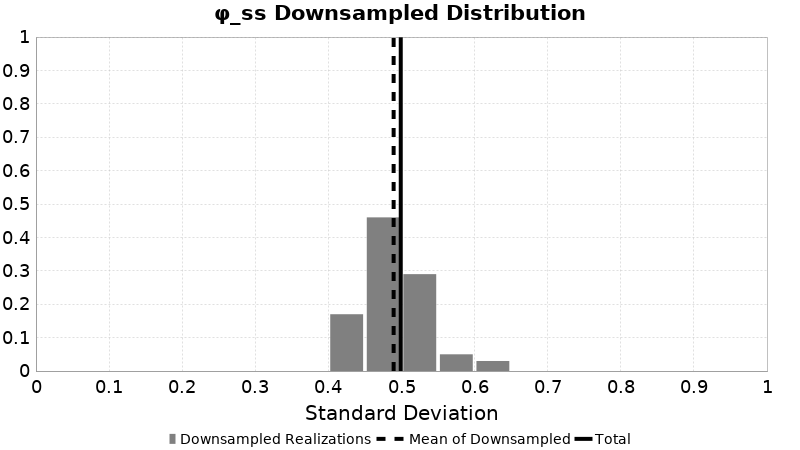 φ_ss Downsampled Distribution
1
0.9
0.8
0.7
0.6
0.5
0.4
0.3
0.2
0.1
0
0 0.1 0.2 0.3 0.4 0.5 0.6 0.7 0.8 0.9 1
Standard Deviation
Downsampled Realizations Mean of Downsampled Total